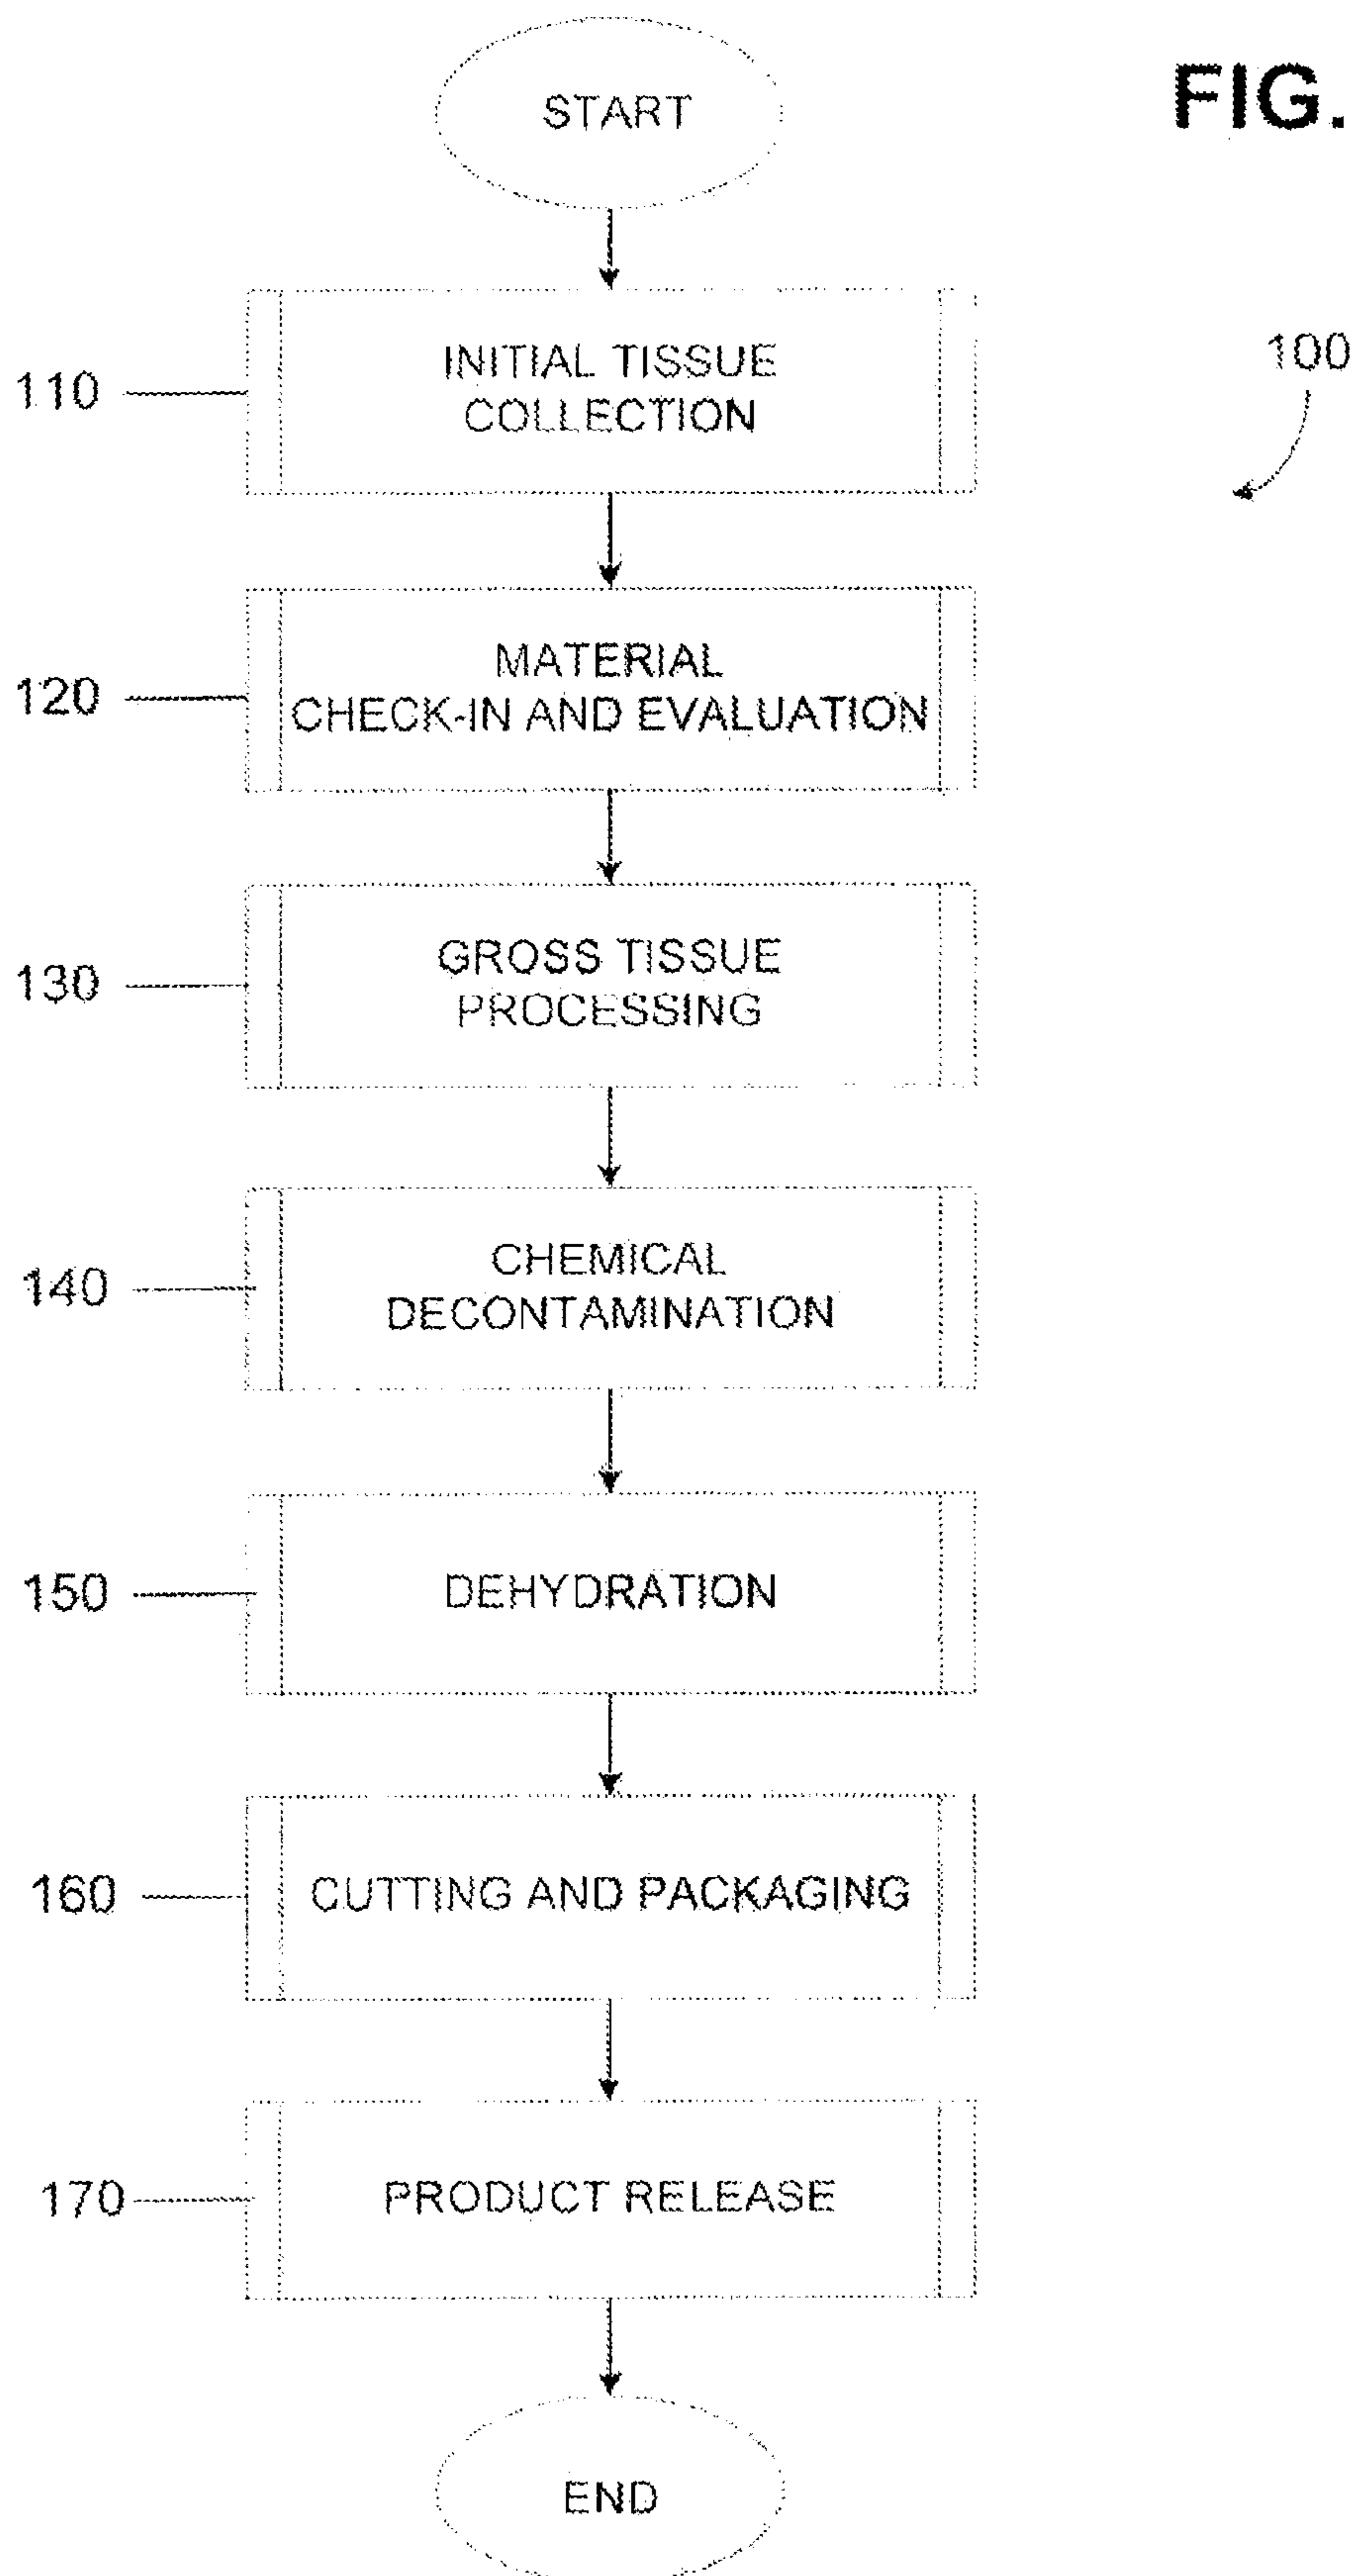 START
FIG.
INITIAL TISSUE
COLLECTION
110
100
MATERIAL
CHECK-IN AND EVALUATION
120
GROSS TISSUE
PROCESSING
130
CHEMICAL
DECONTAMINATION
140
DEHYDRATION
150
CUTTING AND PACKAGING
160
PRODUCT RELEASE
170
END